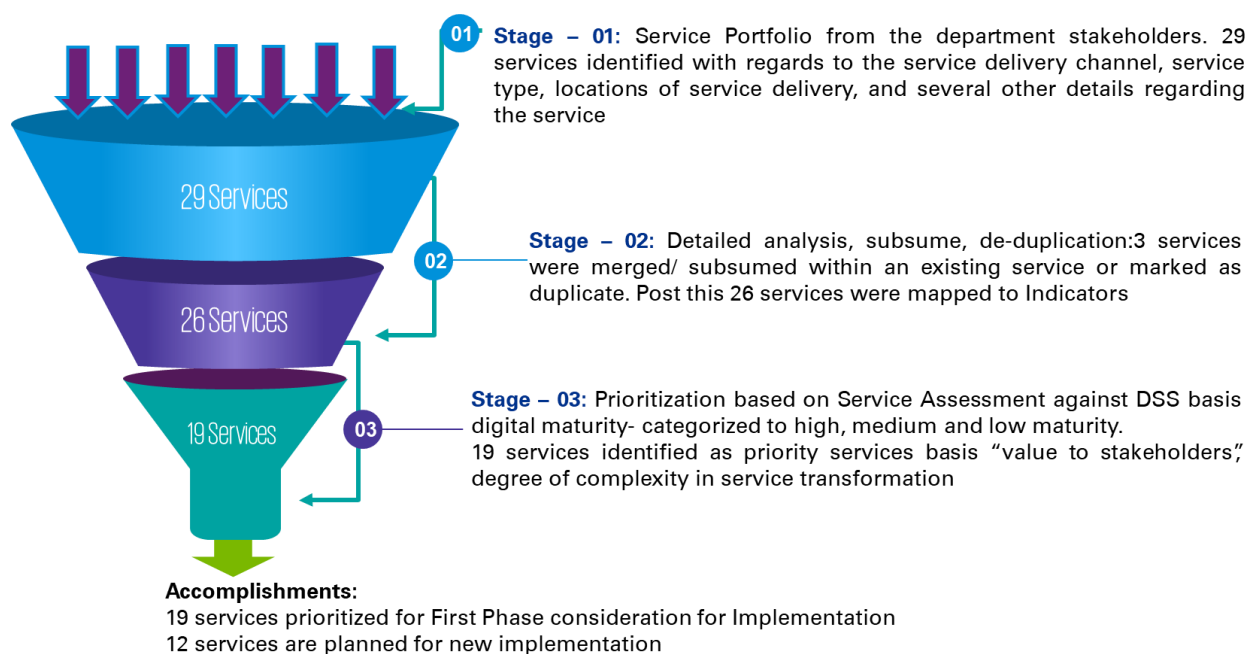 01
Stage – 01: Service Portfolio from the department stakeholders. 29
services identified with regards to the service delivery channel, service
type, locations of service delivery, and several other details regarding
the service
29 Services
02
Stage – 02: Detailed analysis, subsume, de-duplication:3 services
were merged/ subsumed within an existing service or marked as
duplicate. Post this 26 services were mapped to Indicators
26 Services
03
Stage – 03: Prioritization based on Service Assessment against DSS basis
digital maturity- categorized to high, medium and low maturity.
19 services identified as priority services basis “value to stakeholders”,
degree of complexity in service transformation
19 Services
Accomplishments:
19 services prioritized for First Phase consideration for Implementation
12 services are planned for new implementation